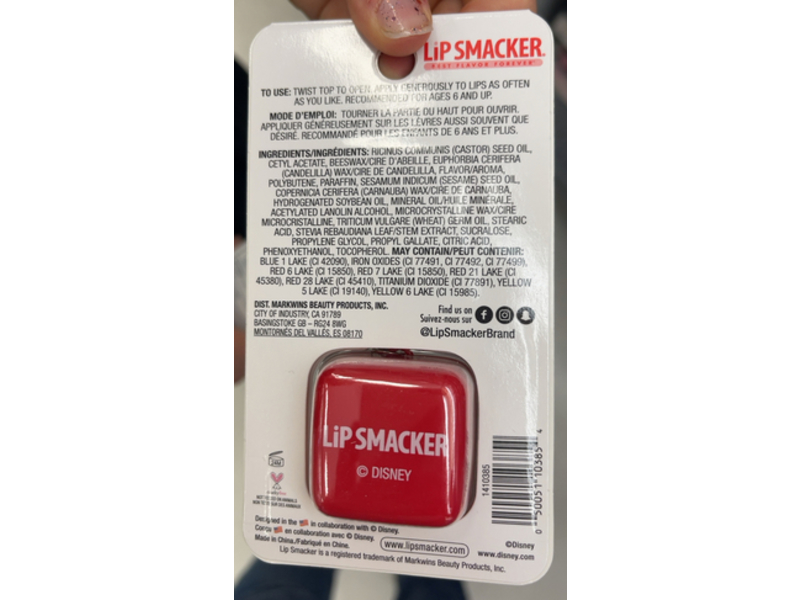 LiP SMACKER®
BEST FLAVOR FOREVER®
TO USE: TWIST TOP TO OPEN. APPLY GENEROUSLY TO LIPS AS OFTEN
AS YOU LIKE. RECOMMENDED FOR AGES 6 AND UP.
MODE D'EMPLOI: TOURNER LA PARTIE DU HAUT POUR OUVRIR.
APPLIQUER GÉNÉREUSEMENT SUR LES LÈVRES AUSSI SOUVENT QUE
DÉSIRÉ. RECOMMANDÉ POUR LES ENFANTS DE 6 ANS ET PLUS.
INGREDIENTS/INGRÉDIENTS: RICINUS COMMUNIS (CASTOR) SEED OIL,
CETYL ACETATE, BEESWAX/CIRE D'ABEILLE, EUPHORBIA CERIFERA
(CANDELILLA) WAX/CIRE DE CANDELILLA, FLAVOR/AROMA,
POLYBUTENE, PARAFFIN, SESAMUM INDICUM (SESAME) SEED OIL,
COPERNICIA CERIFERA (CARNAUBA) WAX/CIRE DE CARNAUBA,
HYDROGENATED SOYBEAN OIL, MINERAL OIL/HUILE MINÉRALE,
ACETYLATED LANOLIN ALCOHOL, MICROCRYSTALLINE WAX/CIRE
MICROCRISTALLINE, TRITICUM VULGARE (WHEAT) GERM OIL, STEARIC
ACID, STEVIA REBAUDIANA LEAF/STEM EXTRACT, SUCRALOSE,
PROPYLENE GLYCOL, PROPYL GALLATE, CITRIC ACID,
PHENOXYETHANOL, TOCOPHEROL. MAY CONTAIN/PEUT CONTENIR:
BLUE 1 LAKE (CI 42090), IRON OXIDES (CI 77491, CI 77492, CI 77499),
RED 6 LAKE (CI 15850), RED 7 LAKE (CI 15850), RED 21 LAKE (CI
45380), RED 28 LAKE (CI 45410), TITANIUM DIOXIDE (CI 77891), YELLOW
5 LAKE (CI 19140), YELLOW 6 LAKE (CI 15985).
DIST. MARKWINS BEAUTY PRODUCTS, INC.
CITY OF INDUSTRY, CA 91789
BASINGSTOKE GB – RG24 8WG
MONTORNÉS DEL VALLÉS, ES 08170
Find us on
Suivez-nous sur
@LipSmackerBrand
LiP SMACKER
© DISNEY
24M
NOT TESTED ON ANIMALS
1410385
0 50051 10385 4
Designed in the in collaboration with © Disney.
en collaboration avec © Disney.
Made in China./Fabriqué en Chine.
www.lipsmacker.com
©Disney
www.disney.com
Lip Smacker is a registered trademark of Markwins Beauty Products, Inc.